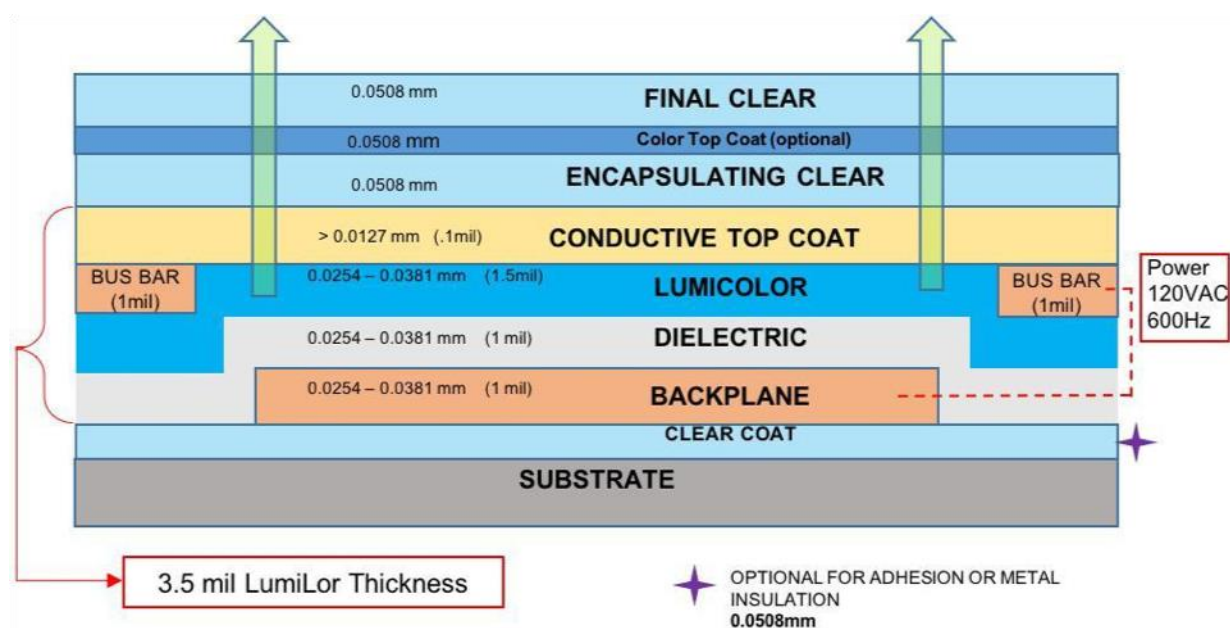 0.0508 mm FINAL CLEAR
0.0508 mm Color Top Coat (optional)
0.0508 mm ENCAPSULATING CLEAR
> 0.0127 mm (.1mil) CONDUCTIVE TOP COAT
BUS BAR
(1mil)
0.0254 – 0.0381 mm (1.5mil) LUMICOLOR
BUS BAR
(1mil)
Power
120VAC
600Hz
0.0254 – 0.0381 mm (1 mil) DIELECTRIC
0.0254 – 0.0381 mm (1 mil) BACKPLANE
CLEAR COAT
SUBSTRATE
3.5 mil LumiLor Thickness
OPTIONAL FOR ADHESION OR METAL
INSULATION
0.0508mm